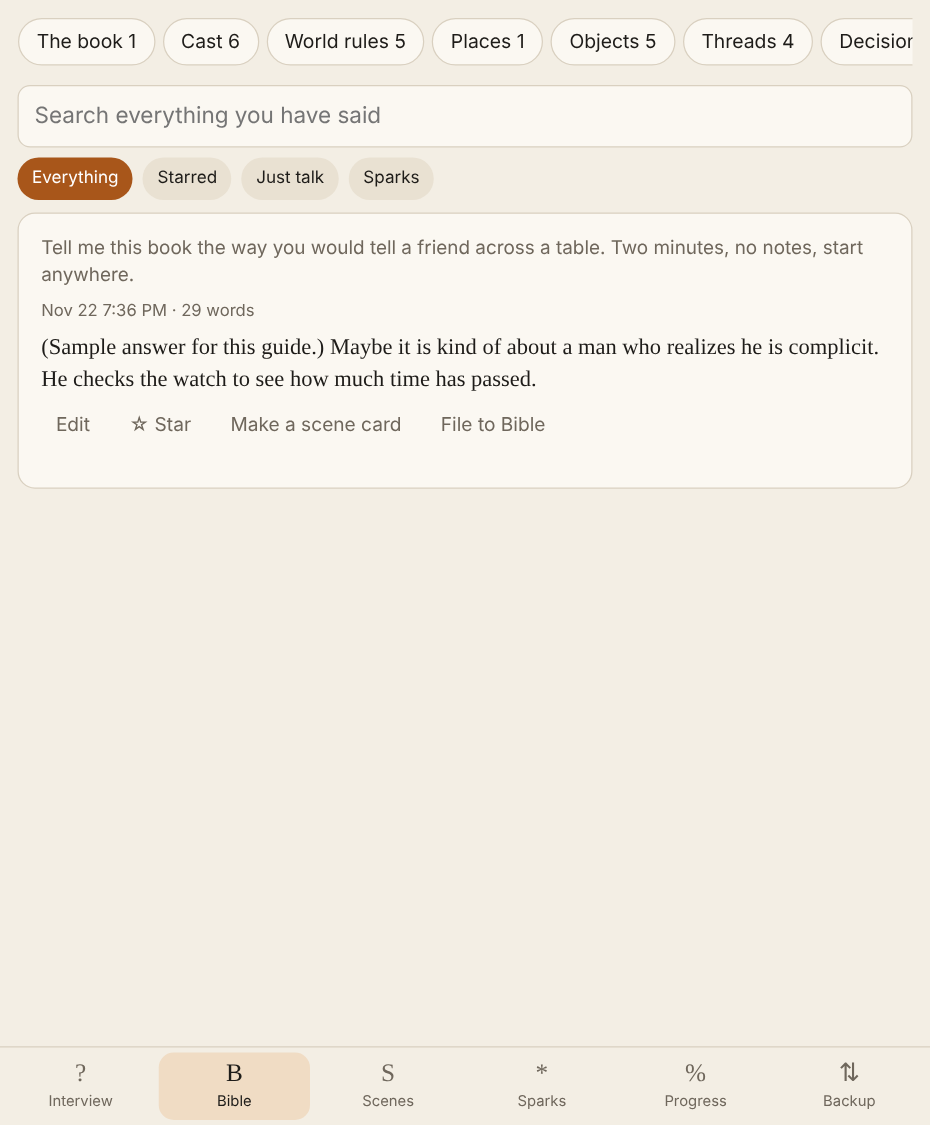 The book 1 Cast 6 World rules 5 Places 1 Objects 5 Threads 4 Decision
Search everything you have said
Everything Starred Just talk Sparks
Tell me this book the way you would tell a friend across a table. Two minutes, no notes, start
anywhere.
Nov 22 7:36 PM · 29 words
(Sample answer for this guide.) Maybe it is kind of about a man who realizes he is complicit.
He checks the watch to see how much time has passed.
Edit ☆ Star Make a scene card File to Bible
? B S * % ⇅
Interview Bible Scenes Sparks Progress Backup